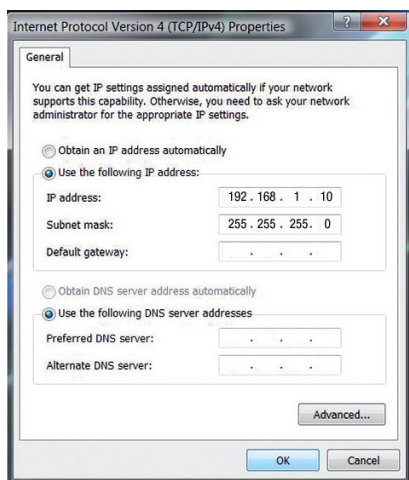 Internet Protocol Version 4 (TCP/IPv4) Properties
?
General
You can get IP settings assigned automatically if your network
supports this capability. Otherwise, you need to ask your network
administrator for the appropriate IP settings.
Obtain an IP address automatically
Use the following IP address:
IP address: 192 . 168 . 1 . 10
Subnet mask: 255 . 255 . 255 . 0
Default gateway: . . .
Obtain DNS server address automatically
Use the following DNS server addresses
Preferred DNS server: . . .
Alternate DNS server: . . .
Advanced...
OK Cancel